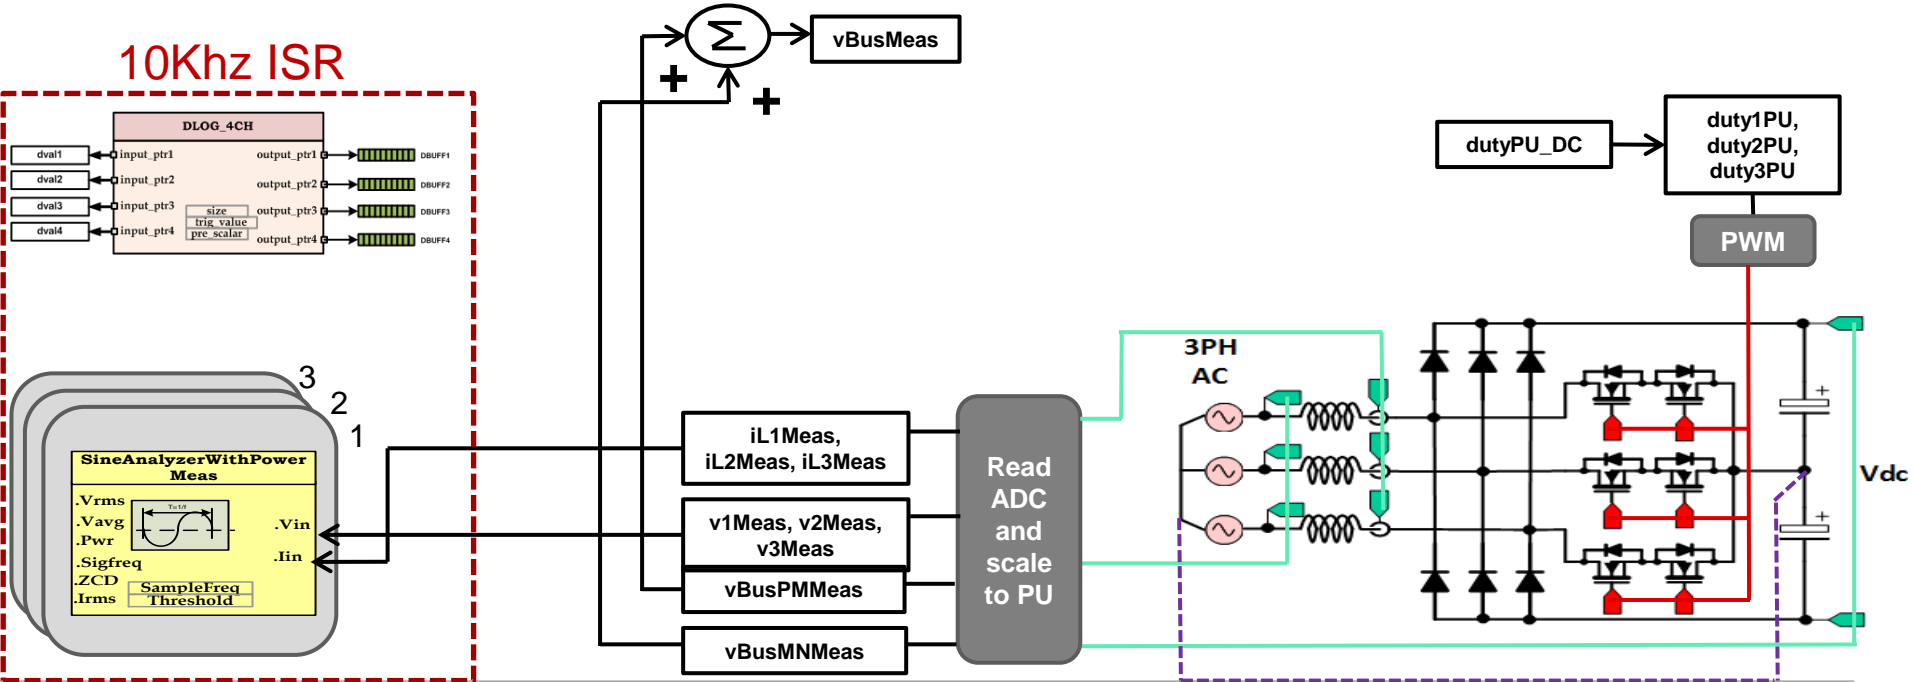 10Khz ISR
DLOG_4CH
dval1
dval2
dval3
dval4
input_ptr1
input_ptr2
input_ptr3
input_ptr4
output_ptr1
output_ptr2
output_ptr3
output_ptr4
size
trig_value
pre_scalar
DBUFF1
DBUFF2
DBUFF3
DBUFF4
3
2
1
SineAnalyzerWithPower
Meas
.Vrms
.Vavg
.Pwr
.Sigfreq
.ZCD
.Irms
T=1/f
.Vin
.Iin
SampleFreq
Threshold
Σ
+
+
vBusMeas
iL1Meas,
iL2Meas, iL3Meas
v1Meas, v2Meas,
v3Meas
vBusPMMeas
vBusMNMeas
Read
ADC
and
scale
to PU
3PH
AC
dutyPU_DC
duty1PU,
duty2PU,
duty3PU
PWM
+
+
Vdc